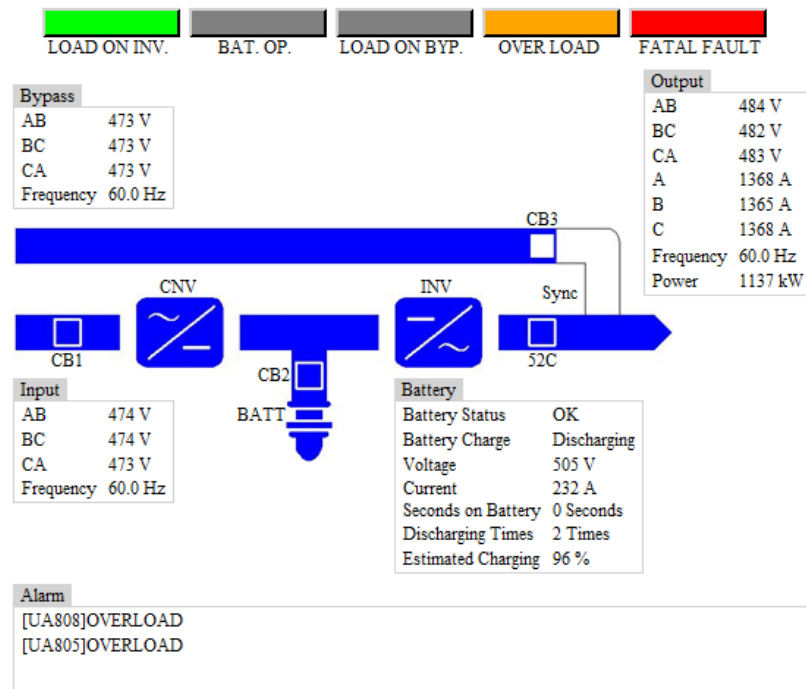 LOAD ON INV. BAT. OP. LOAD ON BYP. OVER LOAD FATAL FAULT
Bypass
AB 473 V
BC 473 V
CA 473 V
Frequency 60.0 Hz
Output
AB 484 V
BC 482 V
CA 483 V
A 1368 A
B 1365 A
C 1368 A
Frequency 60.0 Hz
Power 1137 kW
CB3
CNV
INV
Sync
CB1
CB2
52C
BATT
Input
AB 474 V
BC 474 V
CA 473 V
Frequency 60.0 Hz
Battery
Battery Status OK
Battery Charge Discharging
Voltage 505 V
Current 232 A
Seconds on Battery 0 Seconds
Discharging Times 2 Times
Estimated Charging 96 %
Alarm
[UA808]OVERLOAD
[UA805]OVERLOAD